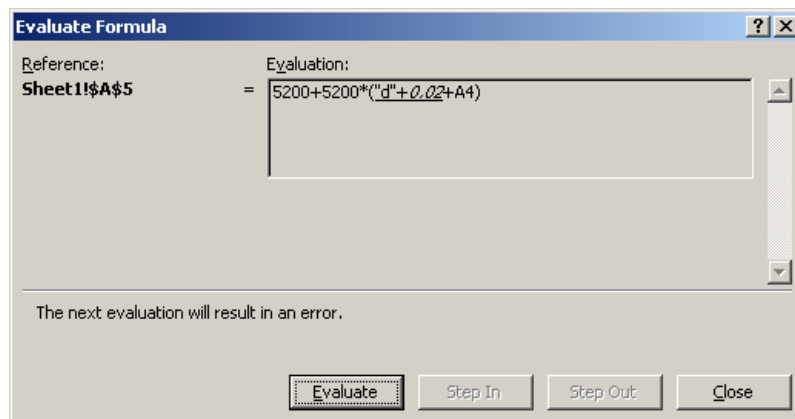 Evaluate Formula
Reference: Evaluation:
Sheet1!$A$5 = 5200+5200*("d"+0.02+A4)
The next evaluation will result in an error.
Evaluate Step In Step Out Close